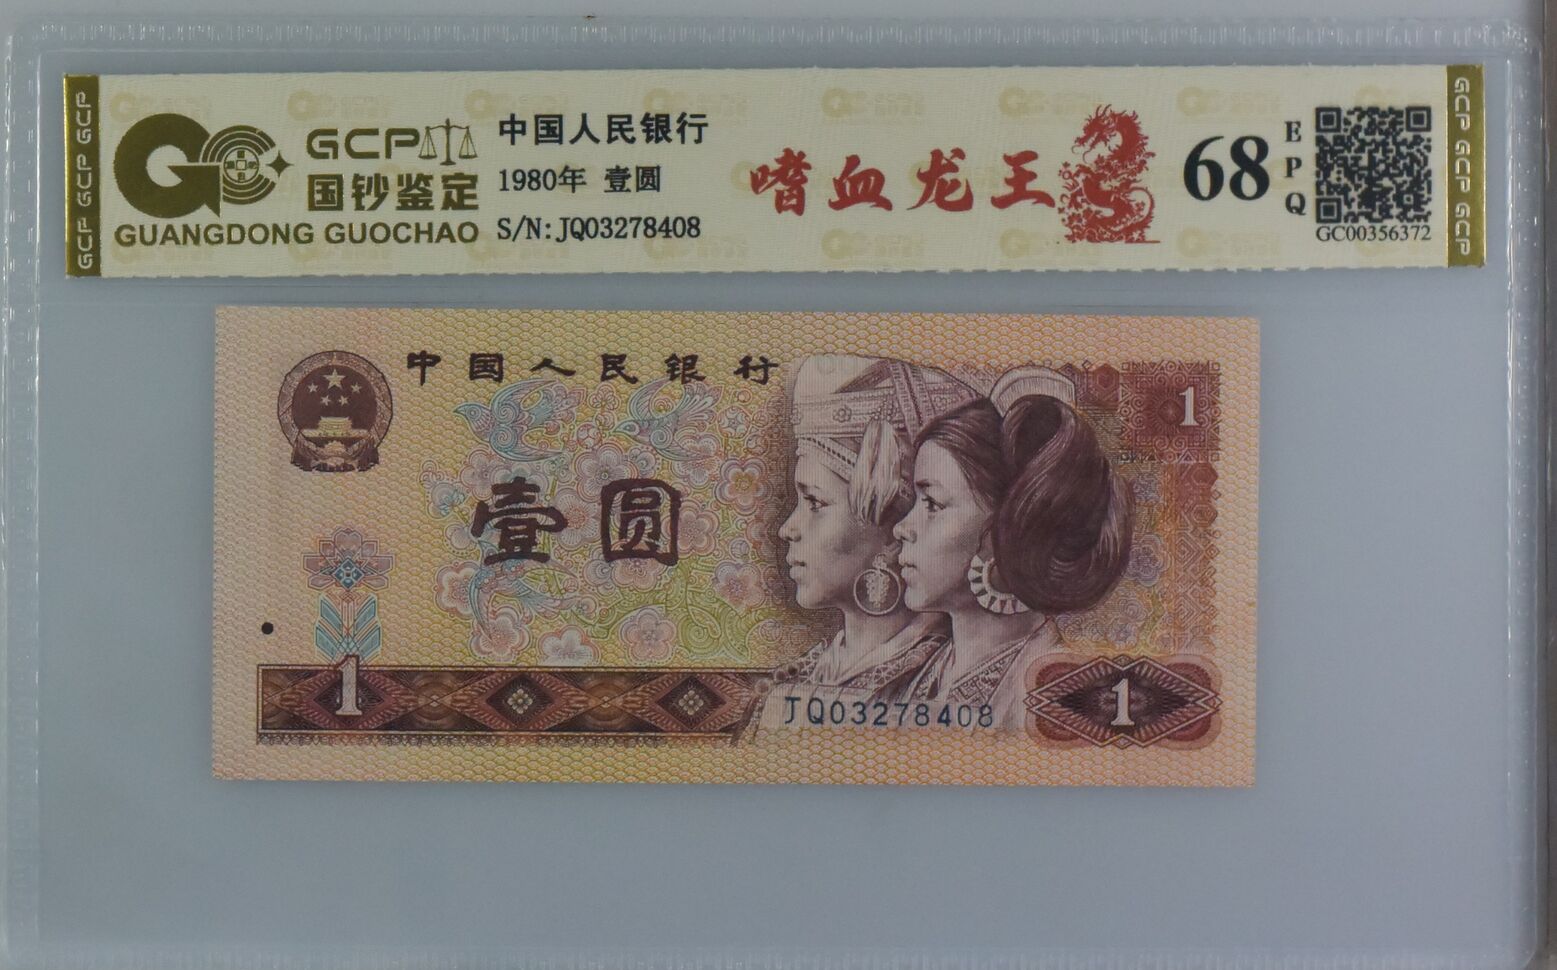 GCP GCP GCP
GCP
国钞鉴定
GUANGDONG GUOCHAO
中国人民银行
1980年 壹圆
S/N:JQ03278408
嗜血龙王
68
EPQ
GC00356372
GCP GCP GCP
中国人民银行
1
壹圆
1
JQ03278408
1